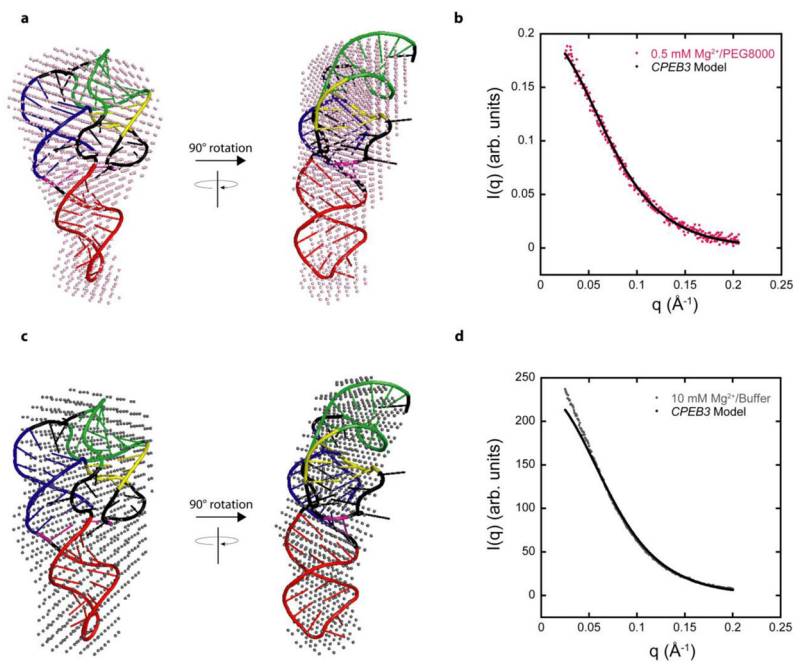 a
90° rotation
b
0.2
0.15
0.1
0.05
0
I(q) (arb. units)
0.5 mM Mg²⁺/PEG8000
CPEB3 Model
0
0.05
0.1
0.15
0.2
0.25
q (Å⁻¹)
c
90° rotation
d
250
200
150
100
50
0
I(q) (arb. units)
10 mM Mg²⁺/Buffer
CPEB3 Model
0
0.05
0.1
0.15
0.2
0.25
q (Å⁻¹)